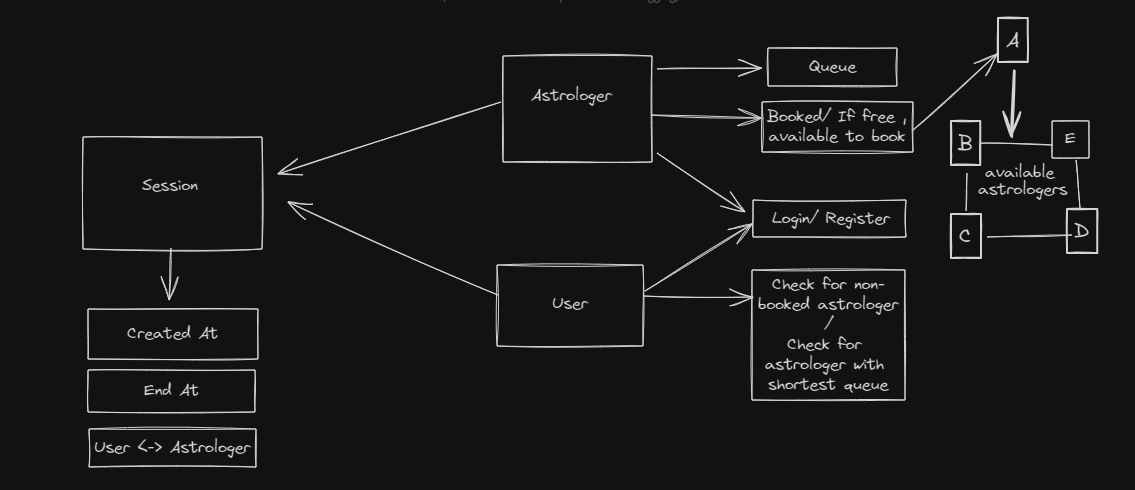 Session
Created At
End At
User <-> Astrologer
Astrologer
User
Queue
Booked/ If free ,
available to book
Login/ Register
Check for non-
booked astrologer
/
Check for
astrologer with
shortest queue
A
B
E
available
astrologers
C
D